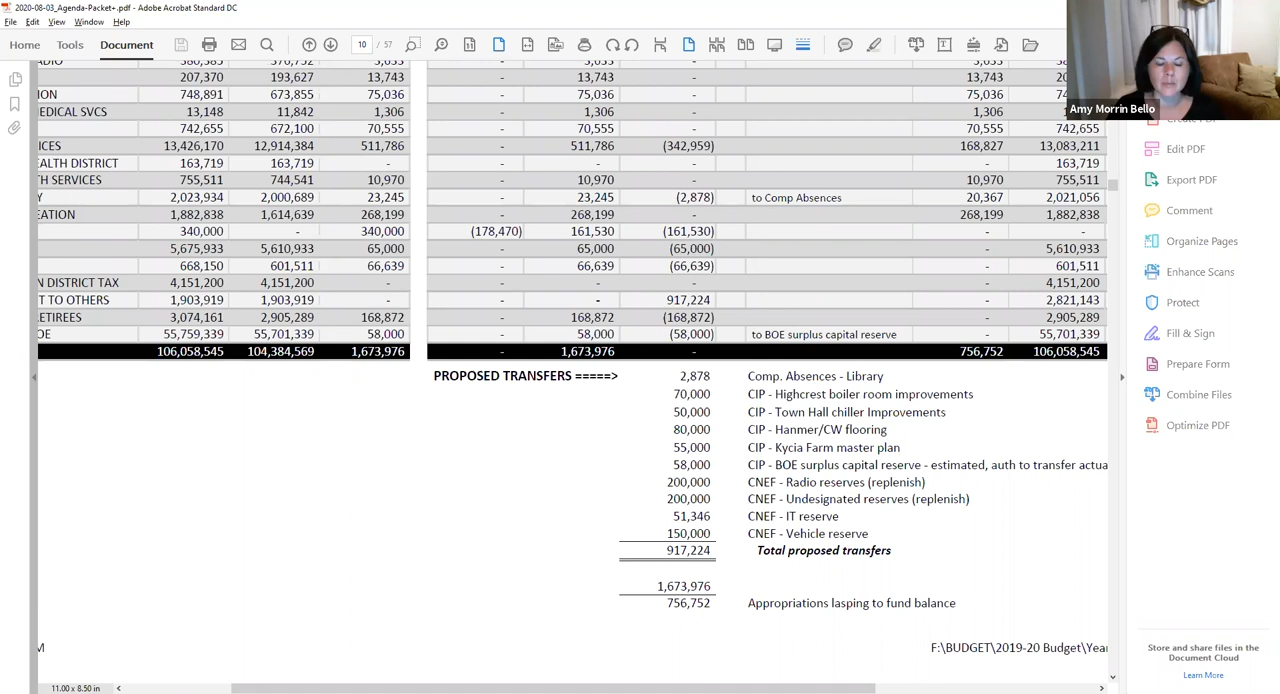 2020-08-03_Agenda-Packet+.pdf - Adobe Acrobat Standard DC
File Edit View Window Help
Home Tools Document 10 / 57
207,370 193,627 13,743 - 13,743 - 13,743
ION 748,891 673,855 75,036 - 75,036 - 75,036
EDICAL SVCS 13,148 11,842 1,306 - 1,306 - 1,306
742,655 672,100 70,555 - 70,555 - 70,555 742,655
ICES 13,426,170 12,914,384 511,786 - 511,786 (342,959) 168,827 13,083,211
ALTH DISTRICT 163,719 163,719 - - - - - 163,719
TH SERVICES 755,511 744,541 10,970 - 10,970 - 10,970 755,511
Y 2,023,934 2,000,689 23,245 - 23,245 (2,878) to Comp Absences 20,367 2,021,056
EATION 1,882,838 1,614,639 268,199 - 268,199 - 268,199 1,882,838
340,000 - 340,000 (178,470) 161,530 (161,530) - -
5,675,933 5,610,933 65,000 - 65,000 (65,000) - 5,610,933
668,150 601,511 66,639 - 66,639 (66,639) - 601,511
N DISTRICT TAX 4,151,200 4,151,200 - - - - - 4,151,200
T TO OTHERS 1,903,919 1,903,919 - - - 917,224 - 2,821,143
ETIREES 3,074,161 2,905,289 168,872 - 168,872 (168,872) - 2,905,289
OE 55,759,339 55,701,339 58,000 - 58,000 (58,000) to BOE surplus capital reserve - 55,701,339
106,058,545 104,384,569 1,673,976 - 1,673,976 - 756,752 106,058,545
PROPOSED TRANSFERS =====> 2,878 Comp. Absences - Library
70,000 CIP - Highcrest boiler room improvements
50,000 CIP - Town Hall chiller Improvements
80,000 CIP - Hanmer/CW flooring
55,000 CIP - Kycia Farm master plan
58,000 CIP - BOE surplus capital reserve - estimated, auth to transfer actua
200,000 CNEF - Radio reserves (replenish)
200,000 CNEF - Undesignated reserves (replenish)
51,346 CNEF - IT reserve
150,000 CNEF - Vehicle reserve
917,224 Total proposed transfers
1,673,976
756,752 Appropriations lasping to fund balance
M F:\BUDGET\2019-20 Budget\Year
11.00 x 8.50 in
Amy Morrin Bello
Edit PDF
Export PDF
Comment
Organize Pages
Enhance Scans
Protect
Fill & Sign
Prepare Form
Combine Files
Optimize PDF
Store and share files in the
Document Cloud
Learn More